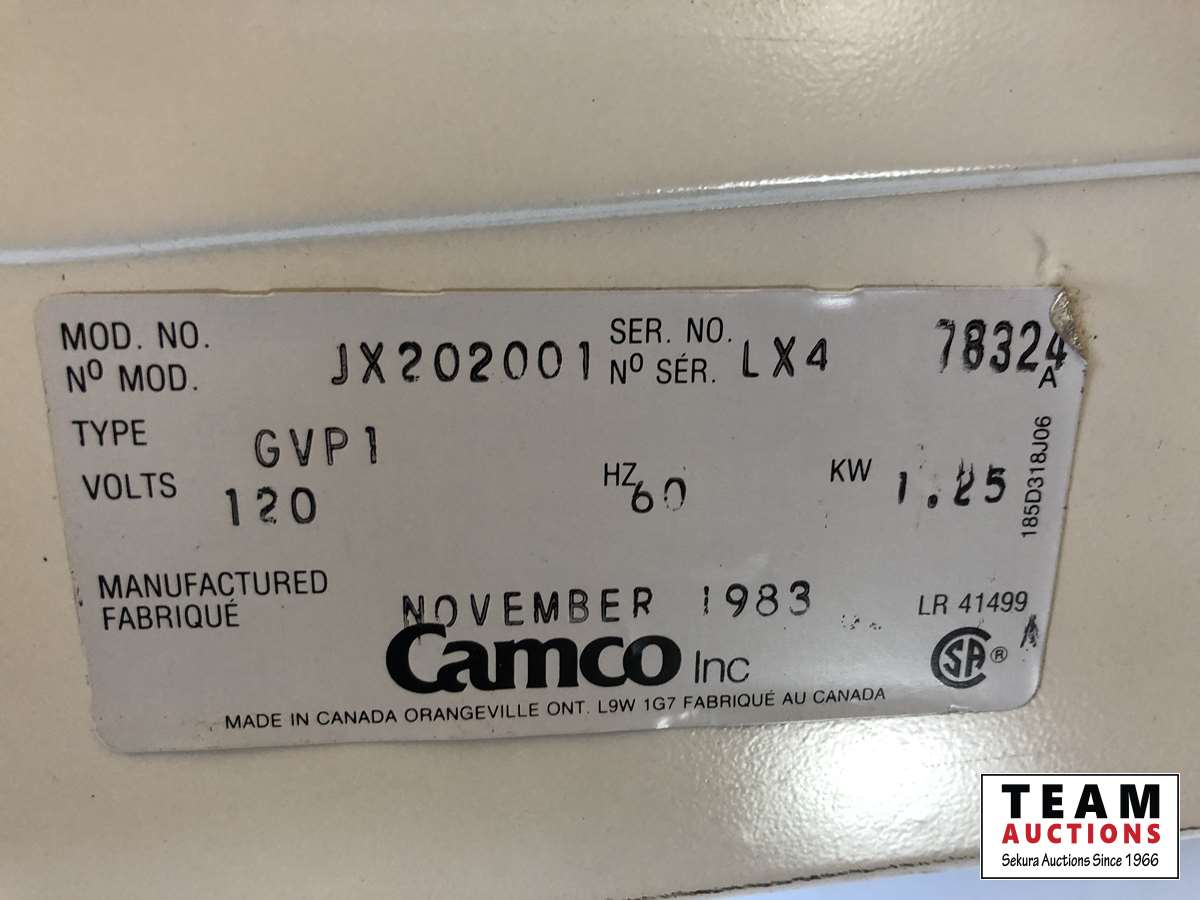 MOD. NO. SER. NO.
Nº MOD. JX202001 Nº SÉR. LX4 78324
A
TYPE GVP1
VOLTS 120 HZ 60 KW 1.25
185D318J06
MANUFACTURED
FABRIQUÉ NOVEMBER 1983 LR 41499
A
Camco Inc SA ®
MADE IN CANADA ORANGEVILLE ONT. L9W 1G7 FABRIQUÉ AU CANADA
TEAM
AUCTIONS
Sekura Auctions Since 1966